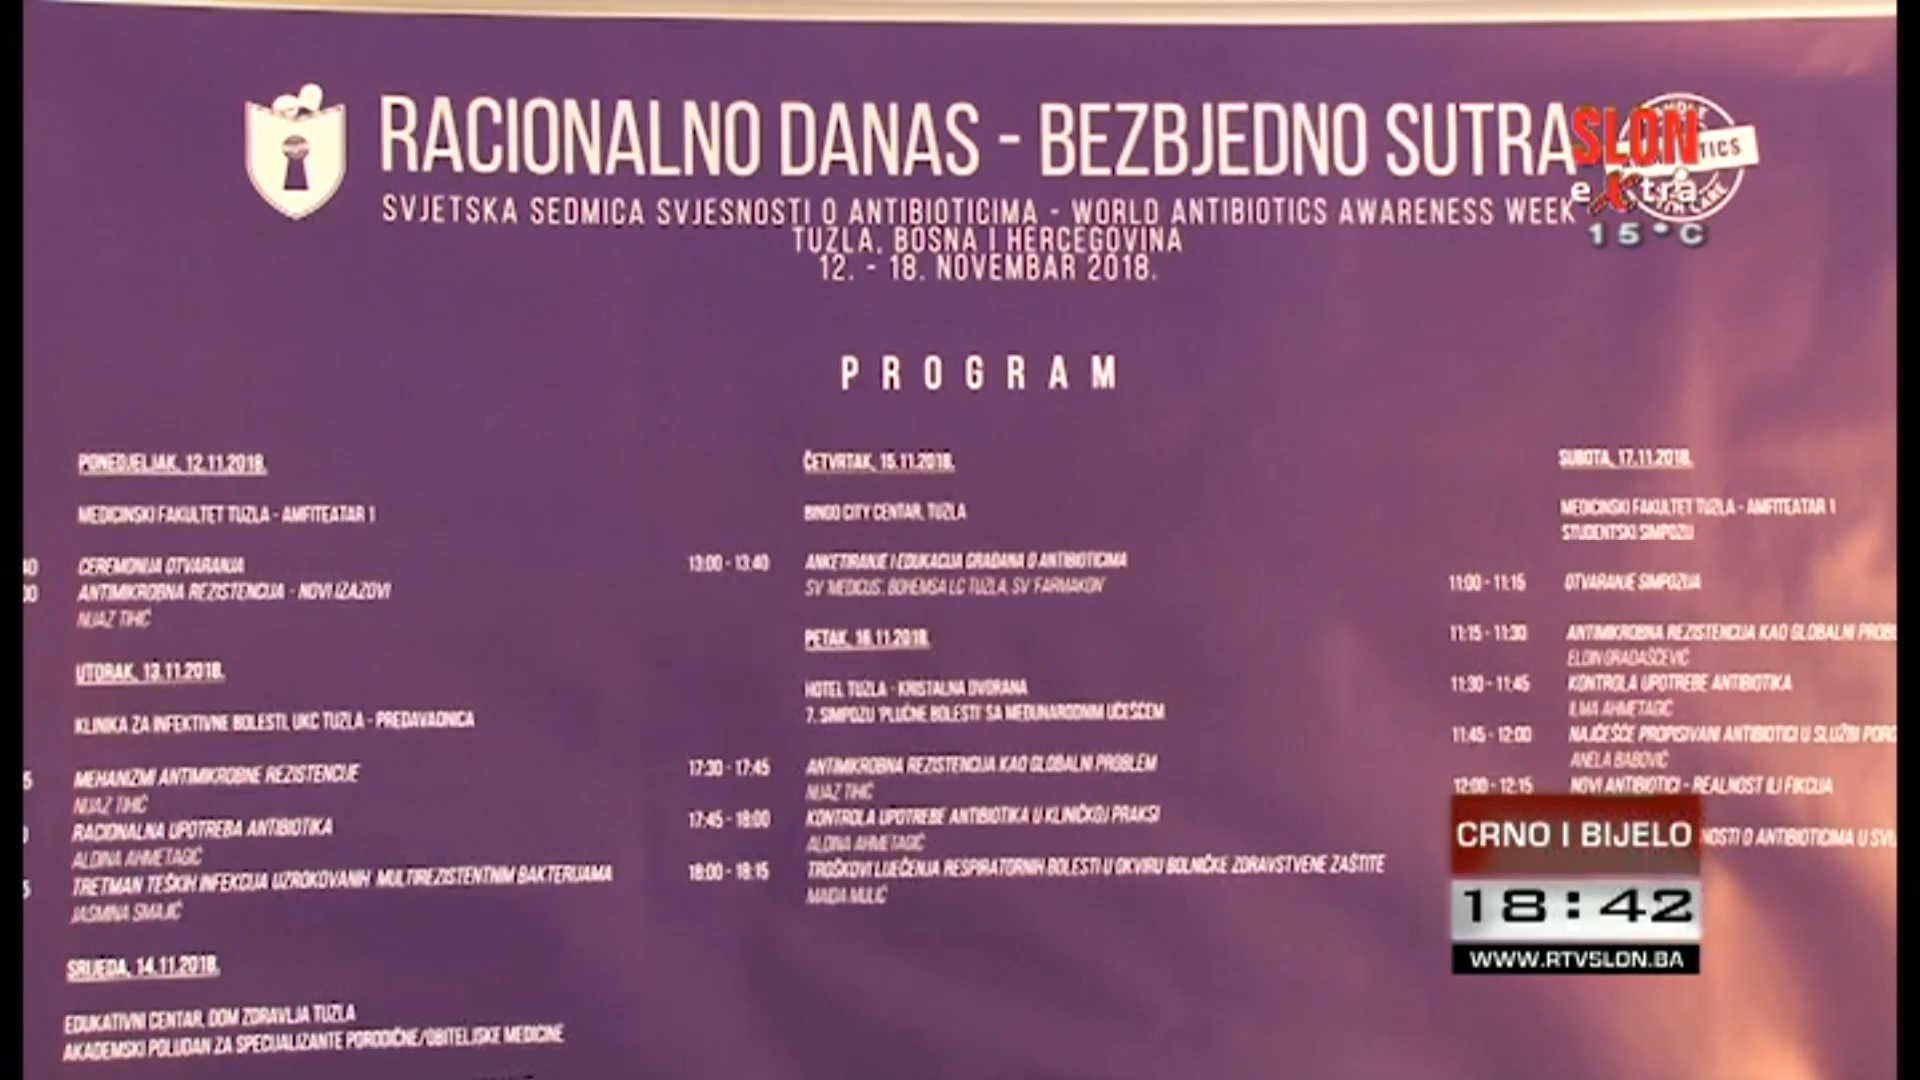 RACIONALNO DANAS - BEZBJEDNO SUTRA
SVJETSKA SEDMICA SVJESNOSTI O ANTIBIOTICIMA - WORLD ANTIBIOTICS AWARENESS WEEK
TUZLA, BOSNA I HERCEGOVINA
12. - 18. NOVEMBAR 2018.
SLON
eXtra
15°C
PROGRAM
PONEDJELJAK, 12.11.2018.
MEDICINSKI FAKULTET TUZLA - AMFITEATAR 1
CEREMONIJA OTVARANJA
ANTIMIKROBNA REZISTENCIJA - NOVI IZAZOVI
NIJAZ TIHIĆ
UTORAK, 13.11.2018.
KLINIKA ZA INFEKTIVNE BOLESTI, UKC TUZLA - PREDAVAONICA
MEHANIZMI ANTIMIKROBNE REZISTENCIJE
NIJAZ TIHIĆ
RACIONALNA UPOTREBA ANTIBIOTIKA
ALDINA AHMETAGIĆ
TRETMAN TEŠKIH INFEKCIJA UZROKOVANIH MULTIREZISTENTNIM BAKTERIJAMA
JASMINA SMAJIĆ
SRIJEDA, 14.11.2018.
EDUKATIVNI CENTAR, DOM ZDRAVLJA TUZLA
AKADEMSKI POLUDAN ZA SPECIJALIZANTE PORODIČNE/OBITELJSKE MEDICINE
ČETVRTAK, 15.11.2018.
BINGO CITY CENTAR, TUZLA
13:00 - 13:40 ANKETIRANJE I EDUKACIJA GRAĐANA O ANTIBIOTICIMA
SV 'MEDICUS', BOHEMSA LC TUZLA, SV 'FARMAKON'
PETAK, 16.11.2018.
HOTEL TUZLA - KRISTALNA DVORANA
7. SIMPOZIJ 'PLUĆNE BOLESTI' SA MEĐUNARODNIM UČEŠĆEM
17:30 - 17:45 ANTIMIKROBNA REZISTENCIJA KAO GLOBALNI PROBLEM
NIJAZ TIHIĆ
17:45 - 18:00 KONTROLA UPOTREBE ANTIBIOTIKA U KLINIČKOJ PRAKSI
ALDINA AHMETAGIĆ
18:00 - 18:15 TROŠKOVI LIJEČENJA RESPIRATORNIH BOLESTI U OKVIRU BOLNIČKE ZDRAVSTVENE ZAŠTITE
MAIDA MULIĆ
SUBOTA, 17.11.2018.
MEDICINSKI FAKULTET TUZLA - AMFITEATAR 1
STUDENTSKI SIMPOZIJ
11:00 - 11:15 OTVARANJE SIMPOZIJA
11:15 - 11:30 ANTIMIKROBNA REZISTENCIJA KAO GLOBALNI PROB
ELDIN GRADAŠČEVIĆ
11:30 - 11:45 KONTROLA UPOTREBE ANTIBIOTIKA
ILMA AHMETAGIĆ
11:45 - 12:00 NAJČEŠĆE PROPISIVANI ANTIBIOTICI U SLUŽBI PORO
ANELA BABOVIĆ
12:00 - 12:15 NOVI ANTIBIOTICI - REALNOST ILI FIKCIJA
NOSTI O ANTIBIOTICIMA U
CRNO I BIJELO
18:42
WWW.RTVSLON.BA